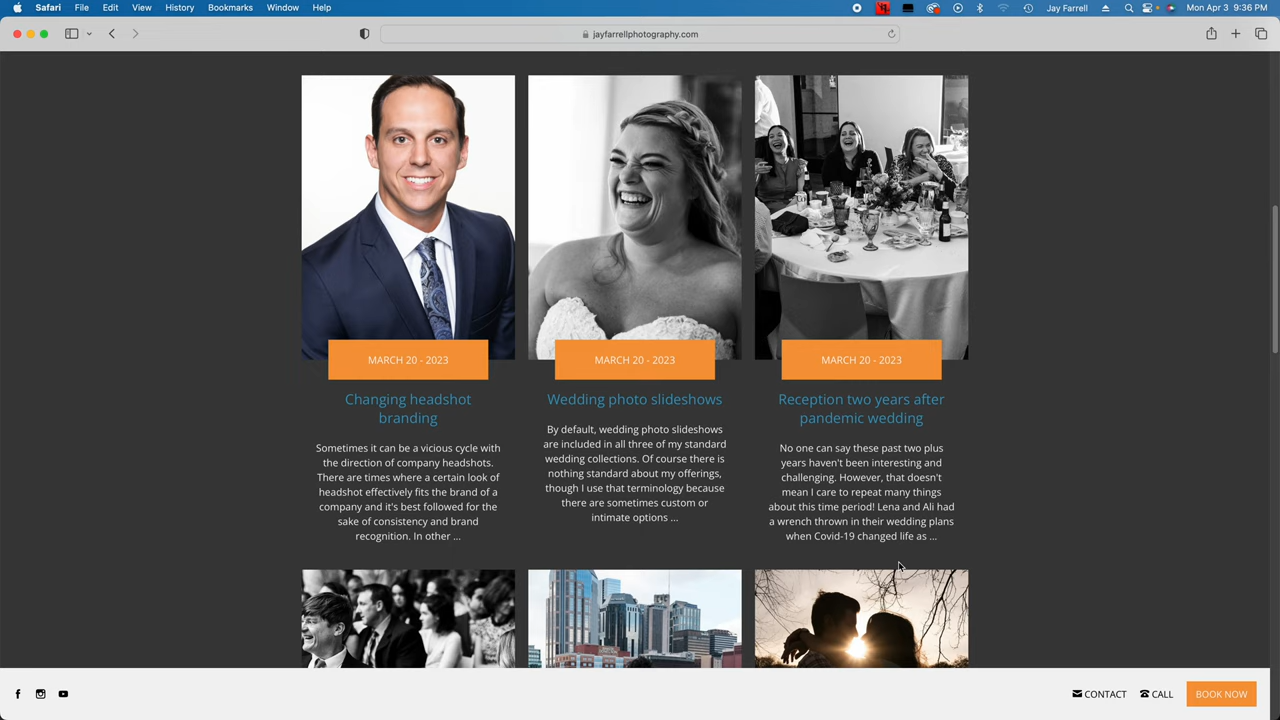 Safari File Edit View History Bookmarks Window Help Jay Farrell Mon Apr 3 9:36 PM
jayfarrellphotography.com
MARCH 20 - 2023
Changing headshot
branding
Sometimes it can be a vicious cycle with
the direction of company headshots.
There are times where a certain look of
headshot effectively fits the brand of a
company and it's best followed for the
sake of consistency and brand
recognition. In other ...
MARCH 20 - 2023
Wedding photo slideshows
By default, wedding photo slideshows
are included in all three of my standard
wedding collections. Of course there is
nothing standard about my offerings,
though I use that terminology because
there are sometimes custom or
intimate options ...
MARCH 20 - 2023
Reception two years after
pandemic wedding
No one can say these past two plus
years haven't been interesting and
challenging. However, that doesn't
mean I care to repeat many things
about this time period! Lena and Ali had
a wrench thrown in their wedding plans
when Covid-19 changed life as ...
CONTACT CALL BOOK NOW